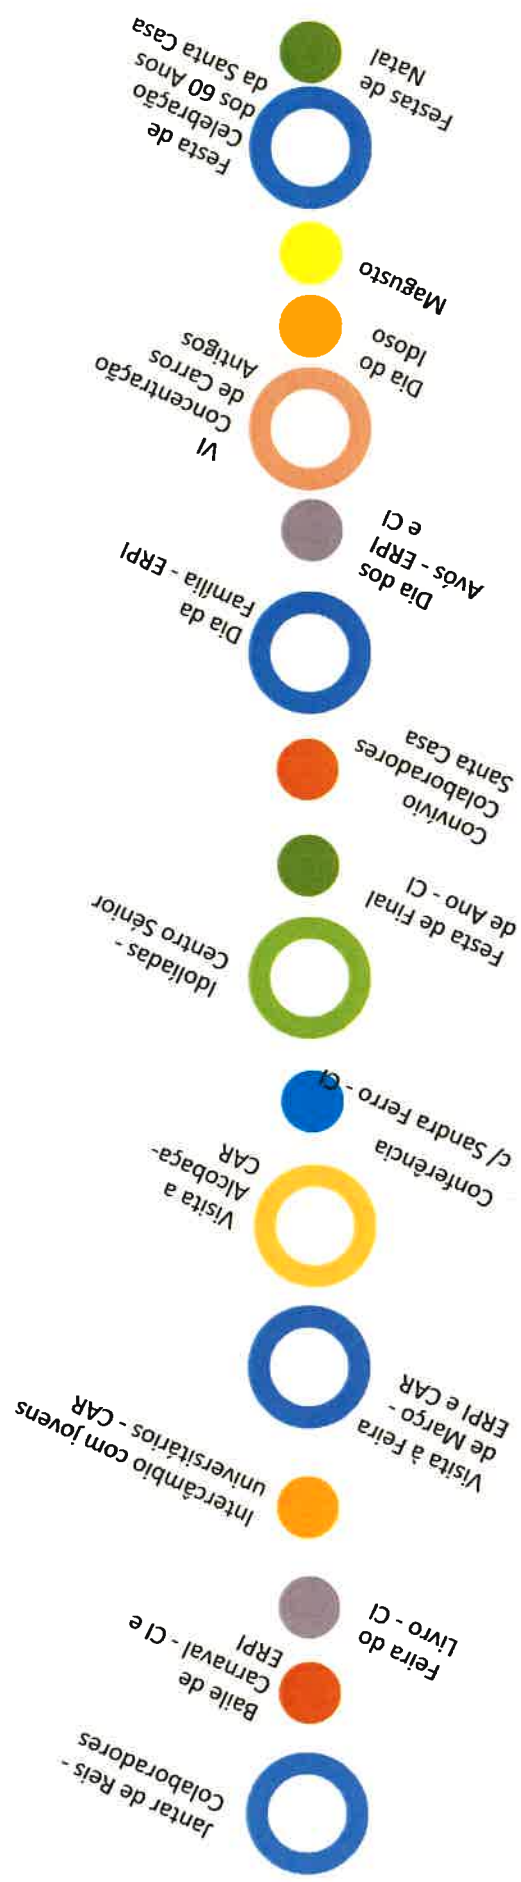 Jantar de Reis -
Colaboradores
Baile de
Carnaval - CI e
ERPI
Feira do
Livro - CI
Intercâmbio com jovens
universitários - CAR
Visita à Feira
de Março -
ERPI e CAR
Visita a
Alcobaça-
CAR
Conferência
c/ Sandra Ferro - CI
Idolíadas -
Centro Sénior
Festa de Final
de Ano - CI
Convívio
Colaboradores
Santa Casa
Dia da
Família - ERPI
Dia dos
Avós - ERPI
e CI
VI
Concentração
de Carros
Antigos
Dia do
Idoso
Magusto
Festa de
Celebração
dos 60 Anos
da Santa Casa
Festas de
Natal